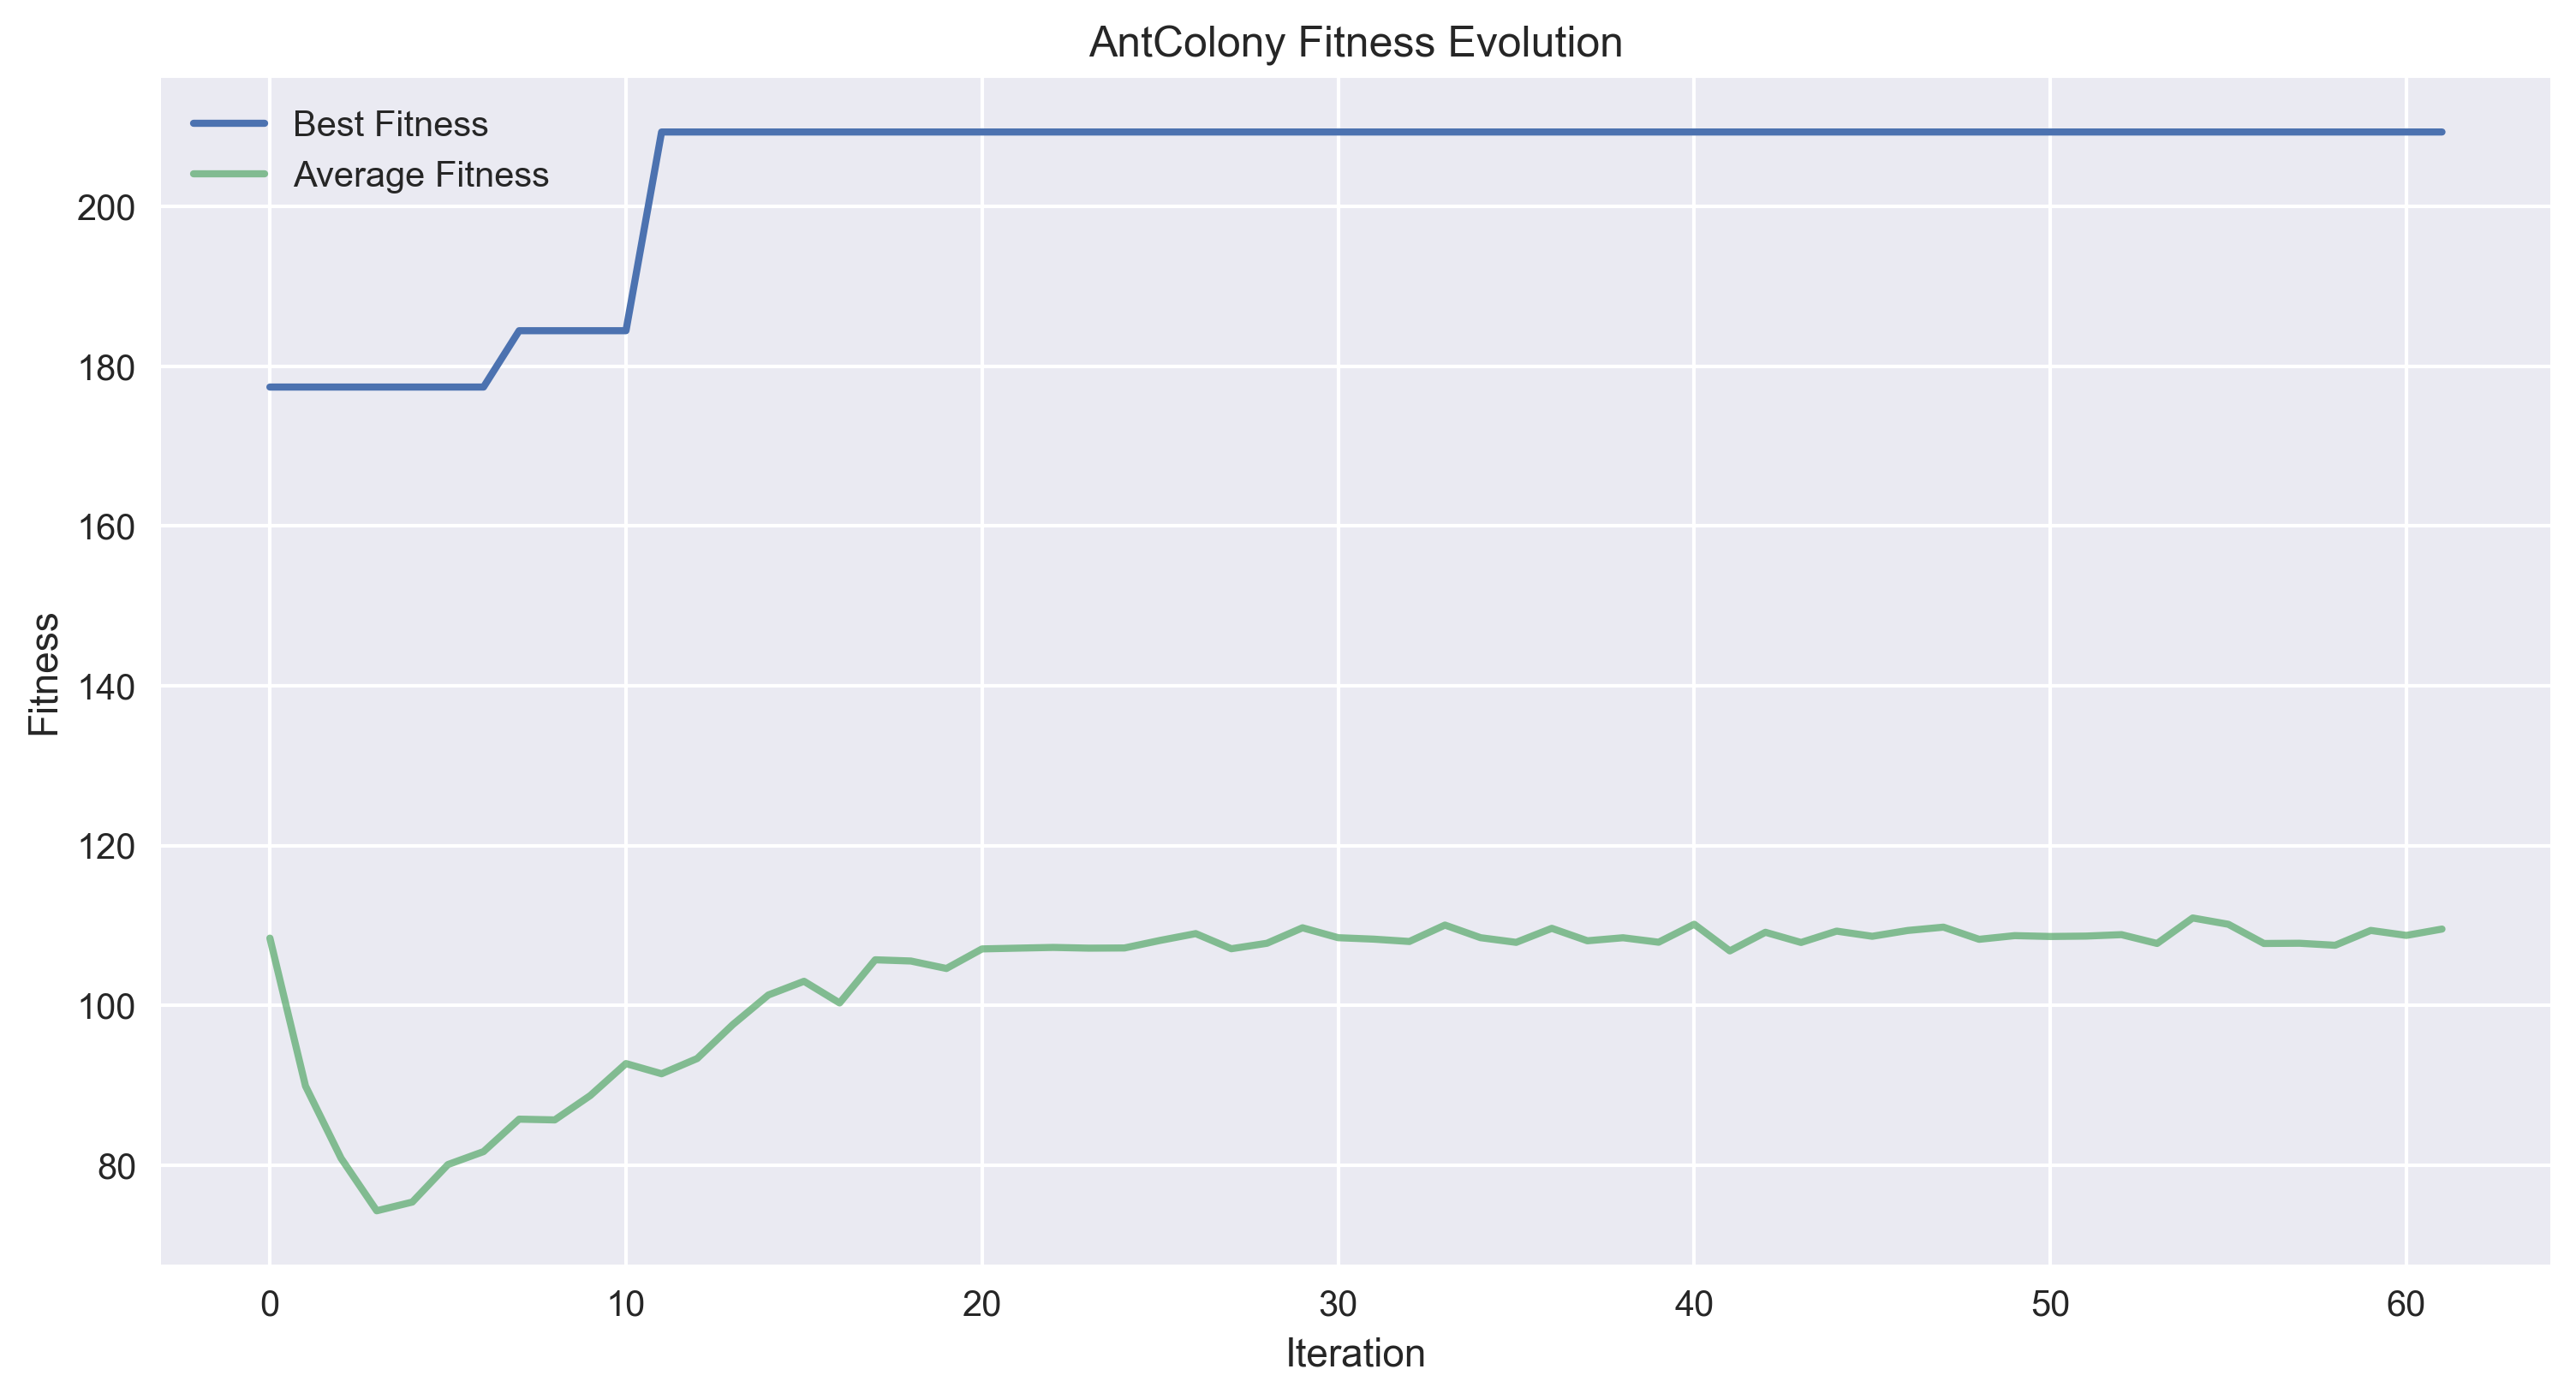 AntColony Fitness Evolution
Best Fitness
Average Fitness
200
180
160
140
120
100
80
Fitness
0 10 20 30 40 50 60
Iteration